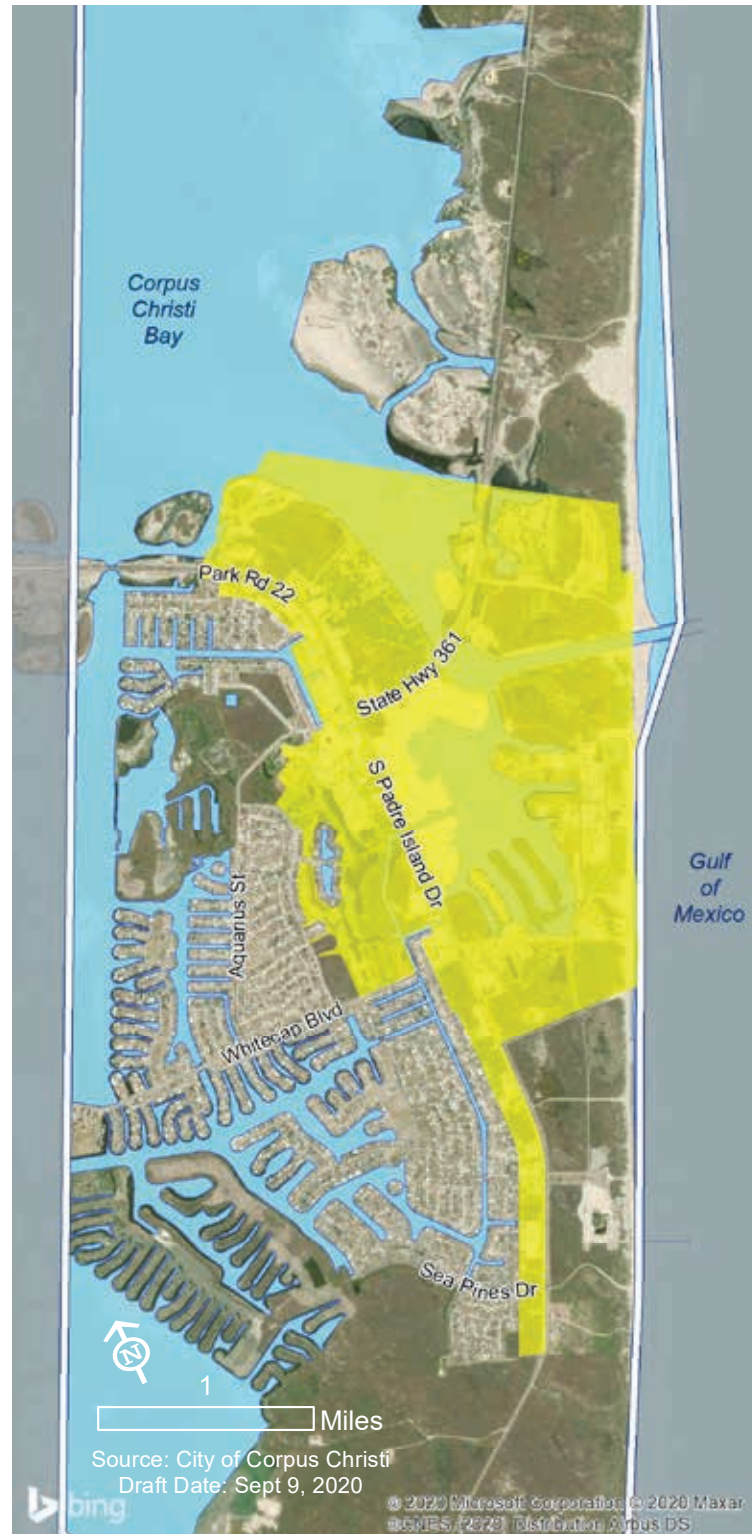 Corpus
Christi
Bay
Park Rd 22
State Hwy 361
S Padre Island Dr
Gulf
of
Mexico
Aquarius St
Whitecap Blvd
Sea Pines Dr
N
1
Miles
Source: City of Corpus Christi
Draft Date: Sept 9, 2020
bing
© 2020 Microsoft Corporation © 2020 Maxar
©CNES (2020) Distribution Airbus DS